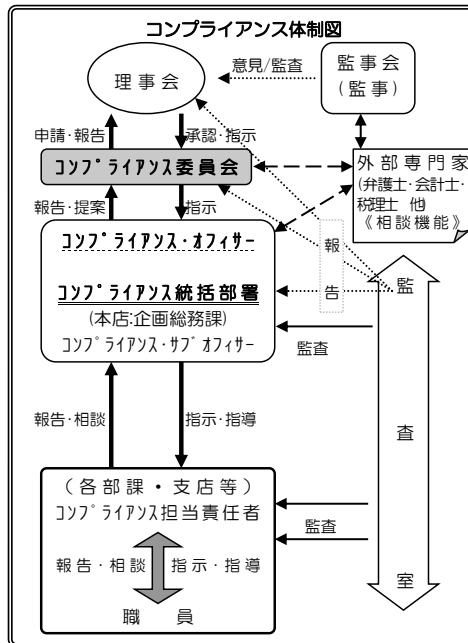 コンプライアンス体制図
理事会
意見/監査
監事会
(監事)
申請・報告
承認・指示
コンプライアンス委員会
外部専門家
(弁護士・会計士・
税理士 他)
《相談機能》
報告・提案
指示
コンプライアンス・オフィサー
報
告
監
コンプライアンス統括部署
(本店:企画総務課)
コンプライアンス・サブオフィサー
監査
報告・相談
指示・指導
査
(各部課・支店等)
コンプライアンス担当責任者
監査
報告・相談
指示・指導
室
職 員